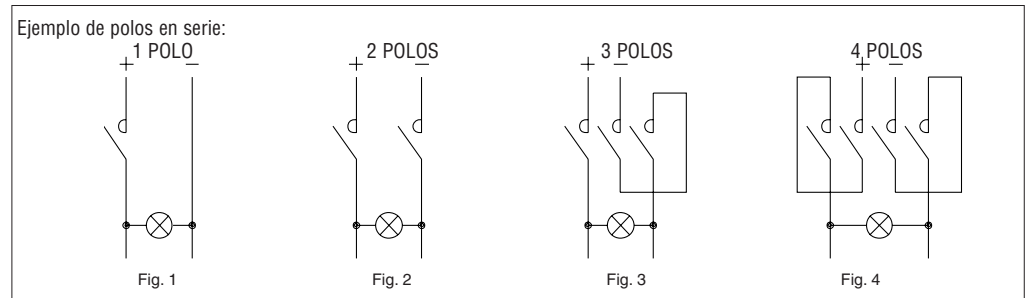 Ejemplo de polos en serie:
1 POLO 2 POLOS 3 POLOS 4 POLOS
+ − + − + − + −
Fig. 1 Fig. 2 Fig. 3 Fig. 4